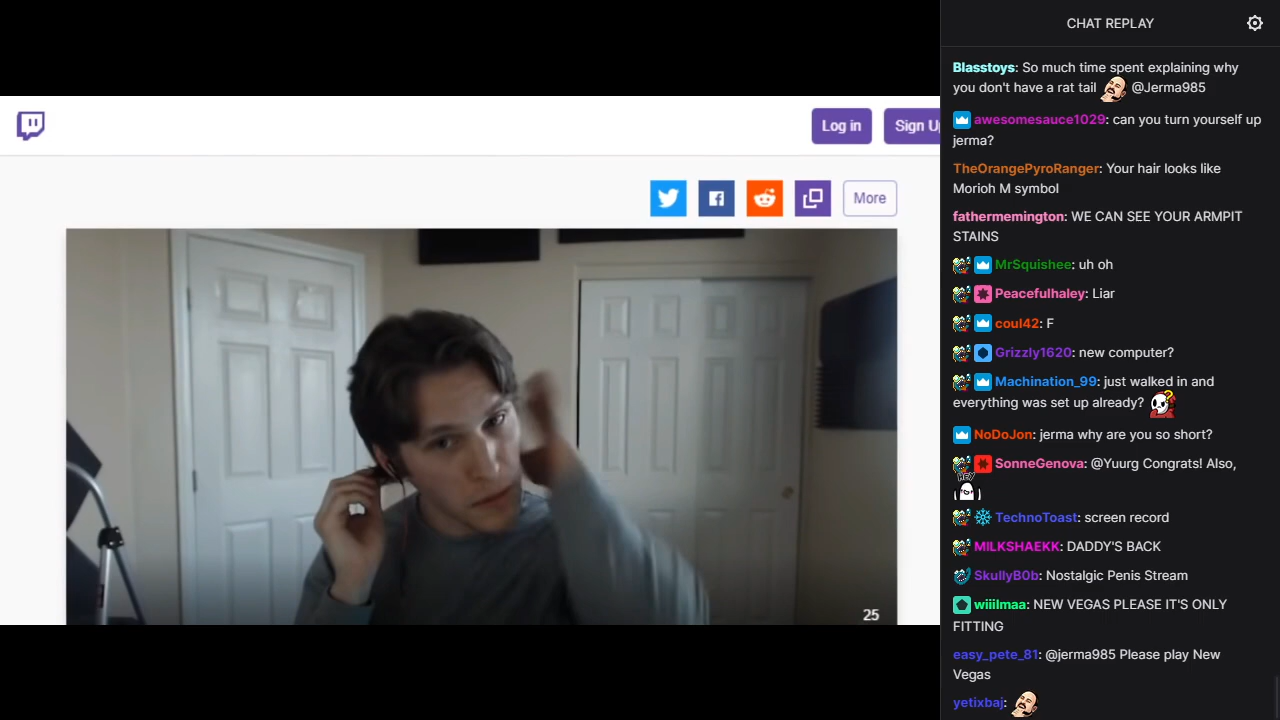 Log in
Sign U
More
25
CHAT REPLAY
Blasstoys: So much time spent explaining why
you don't have a rat tail @Jerma985
awesomesauce1029: can you turn yourself up
jerma?
TheOrangePyroRanger: Your hair looks like
Morioh M symbol
fathermemington: WE CAN SEE YOUR ARMPIT
STAINS
MrSquishee: uh oh
Peacefulhaley: Liar
coul42: F
Grizzly1620: new computer?
Machination_99: just walked in and
everything was set up already?
NoDoJon: jerma why are you so short?
SonneGenova: @Yuurg Congrats! Also,
HEY
TechnoToast: screen record
MILKSHAEKK: DADDY'S BACK
SkullyB0b: Nostalgic Penis Stream
wiiilmaa: NEW VEGAS PLEASE IT'S ONLY
FITTING
easy_pete_81: @jerma985 Please play New
Vegas
yetixbaj: